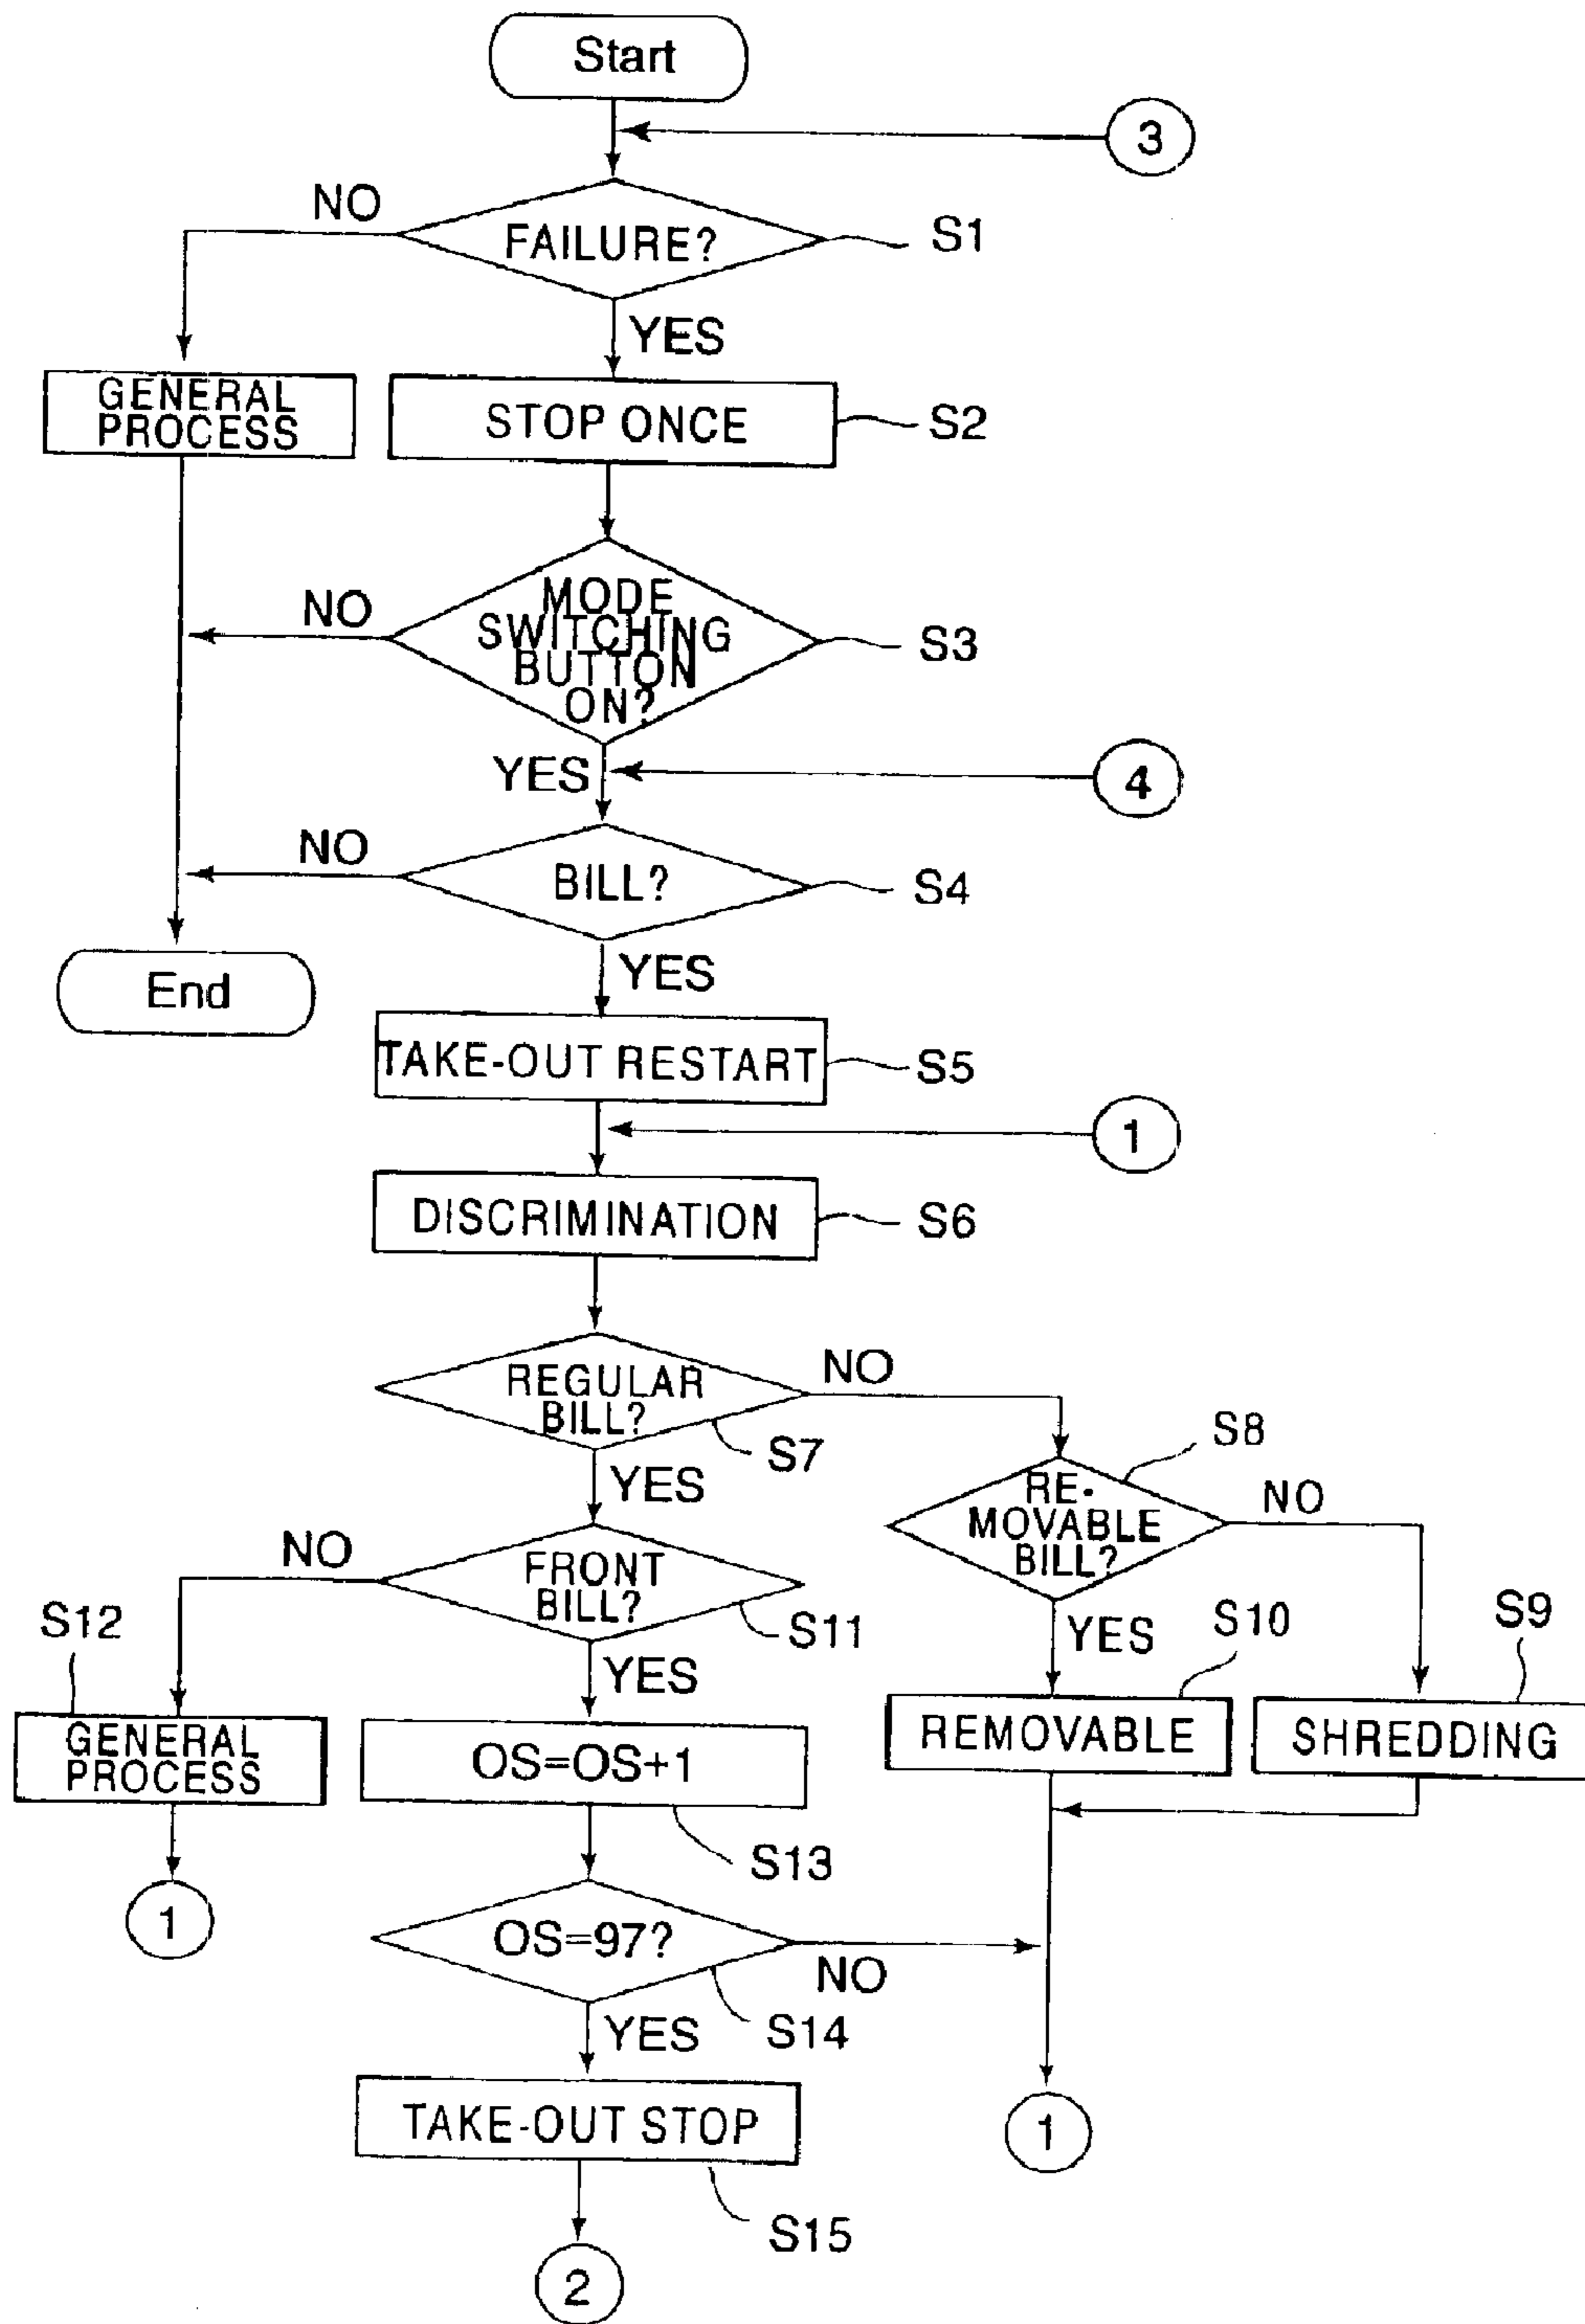 Start
3
NO
FAILURE?
S1
YES
GENERAL
PROCESS
STOP ONCE
S2
NO
MODE
SWITCHING
BUTTON
ON?
S3
YES
4
NO
BILL?
S4
YES
End
TAKE-OUT RESTART
S5
1
DISCRIMINATION
S6
REGULAR
BILL?
NO
S7
YES
S8
RE-
MOVABLE
BILL?
NO
NO
FRONT
BILL?
S11
YES
YES
S10
S9
S12
GENERAL
PROCESS
OS=OS+1
REMOVABLE
SHREDDING
S13
1
OS=97?
NO
S14
YES
TAKE-OUT STOP
1
S15
2